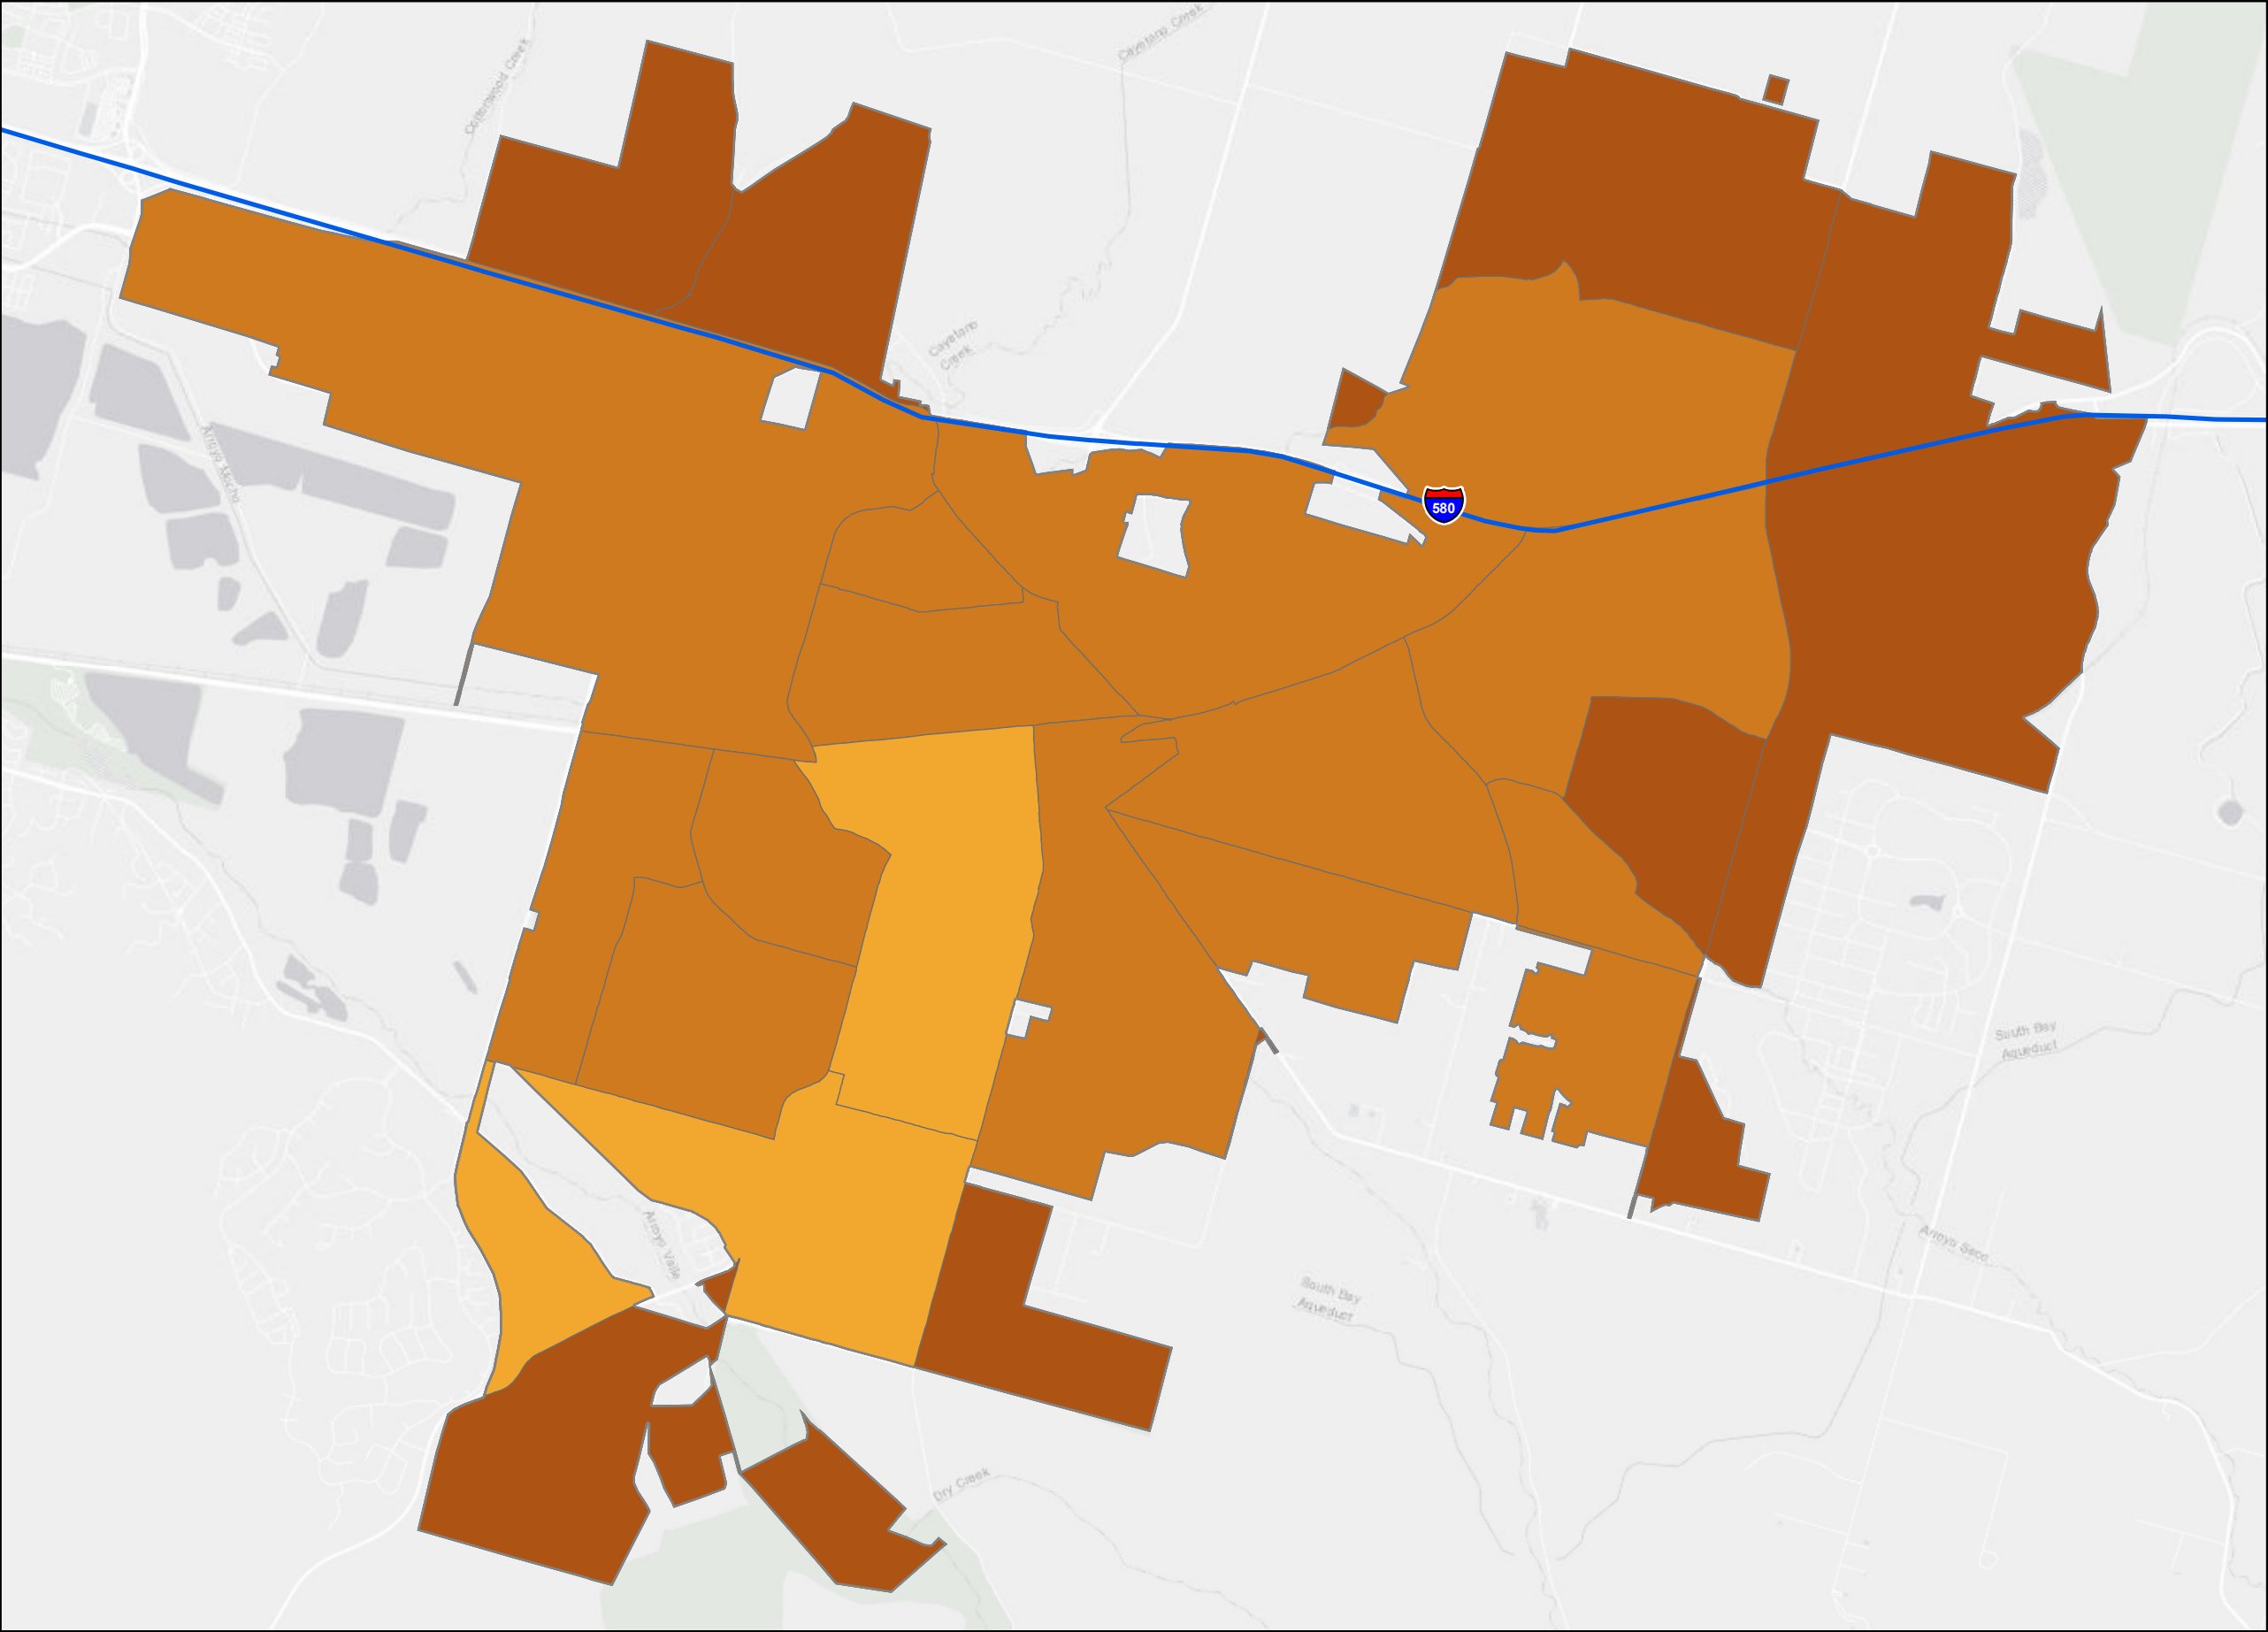 Cayetano Creek
Cottonwood Creek
Cayetano
Creek
Arroyo Mocho
580
South Bay
Aqueduct
Arroyo Valle
Arroyo Seco
South Bay
Aqueduct
Dry Creek